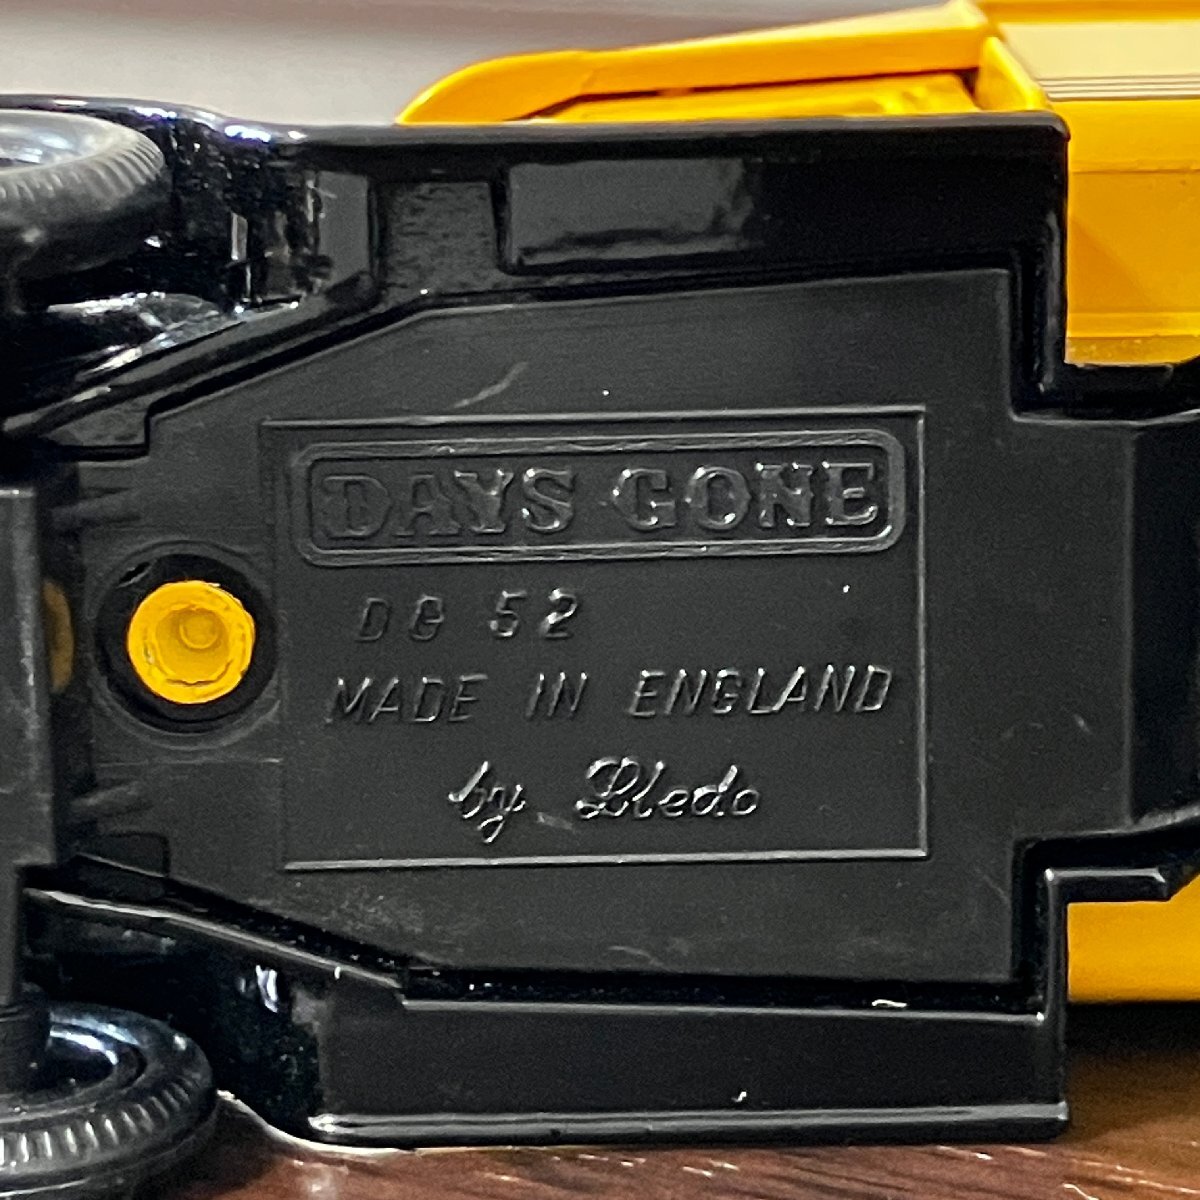 DAYS GONE
DG 52
MADE IN ENGLAND
by Lledo